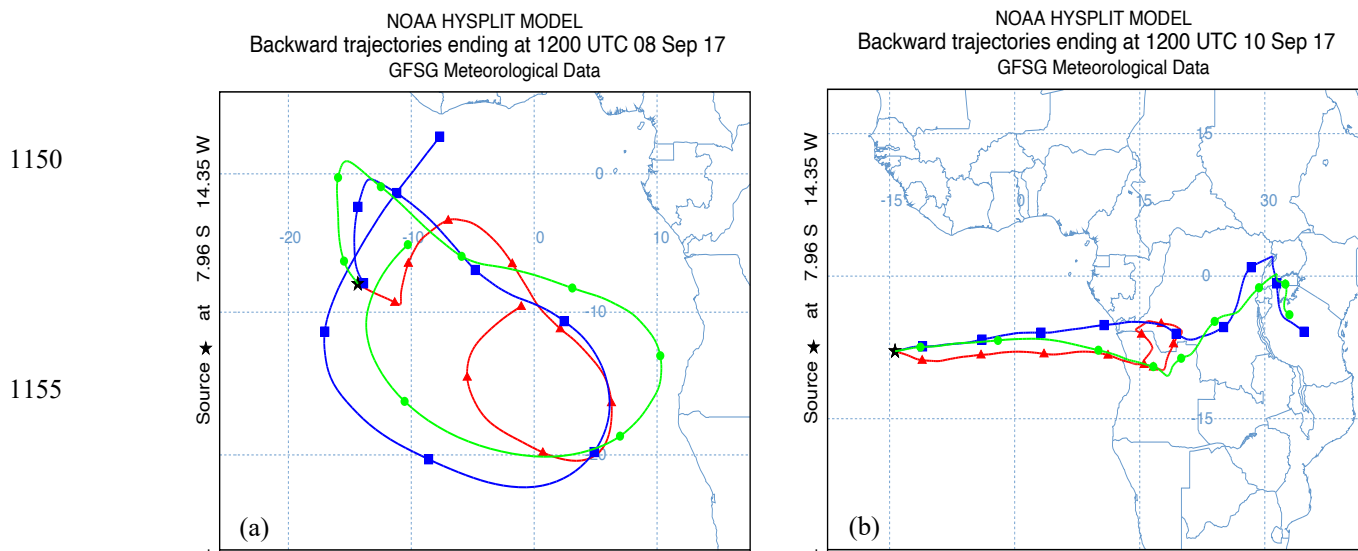 NOAA HYSPLIT MODEL
Backward trajectories ending at 1200 UTC 08 Sep 17
GFSG Meteorological Data
1150
1155
Source ★ at 7.96 S 14.35 W
0
-20
-10
0
10
-10
-20
(a)
NOAA HYSPLIT MODEL
Backward trajectories ending at 1200 UTC 10 Sep 17
GFSG Meteorological Data
Source ★ at 7.96 S 14.35 W
15
-15
0
15
30
0
-15
(b)